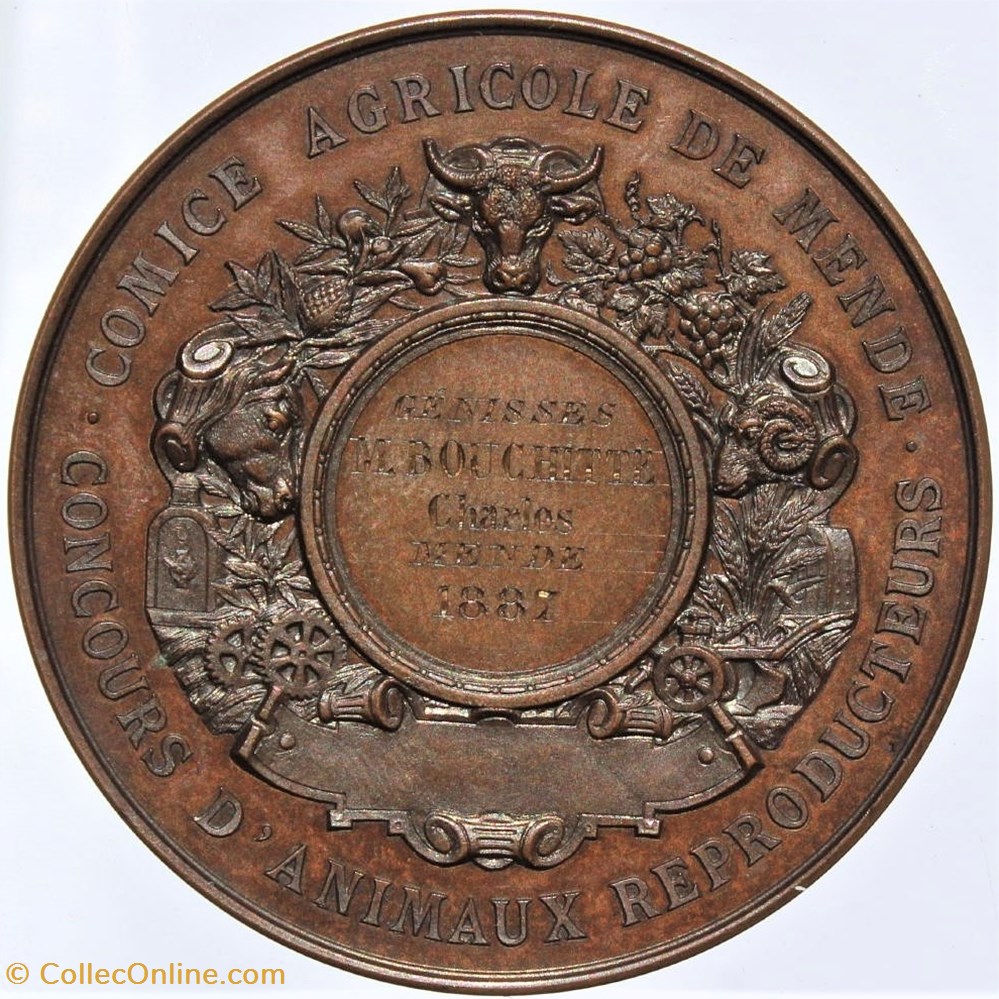 · COMICE AGRICOLE DE MENDE ·
CONCOURS D'ANIMAUX REPRODUCTEURS
GÉNISSES
M. BOUCHITTE
Charles
MENDE
1887
© CollecOnline.com